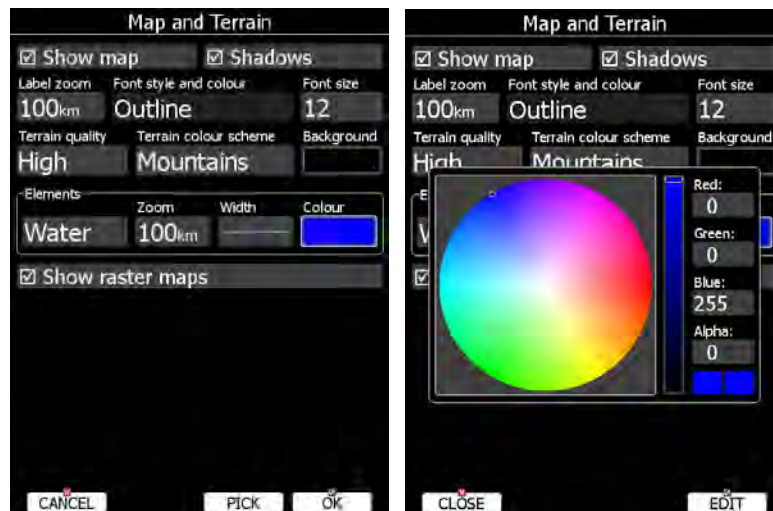 Map and Terrain
☑ Show map ☑ Shadows
Label zoom Font style and colour Font size
100km Outline 12
Terrain quality Terrain colour scheme Background
High Mountains
Elements
Zoom Width Colour
Water 100km
☑ Show raster maps
CANCEL PICK OK
Map and Terrain
☑ Show map ☑ Shadows
Label zoom Font style and colour Font size
100km Outline 12
Terrain quality Terrain colour scheme Background
High Mountains
Red:
0
Green:
0
Blue:
255
Alpha:
0
CLOSE EDIT